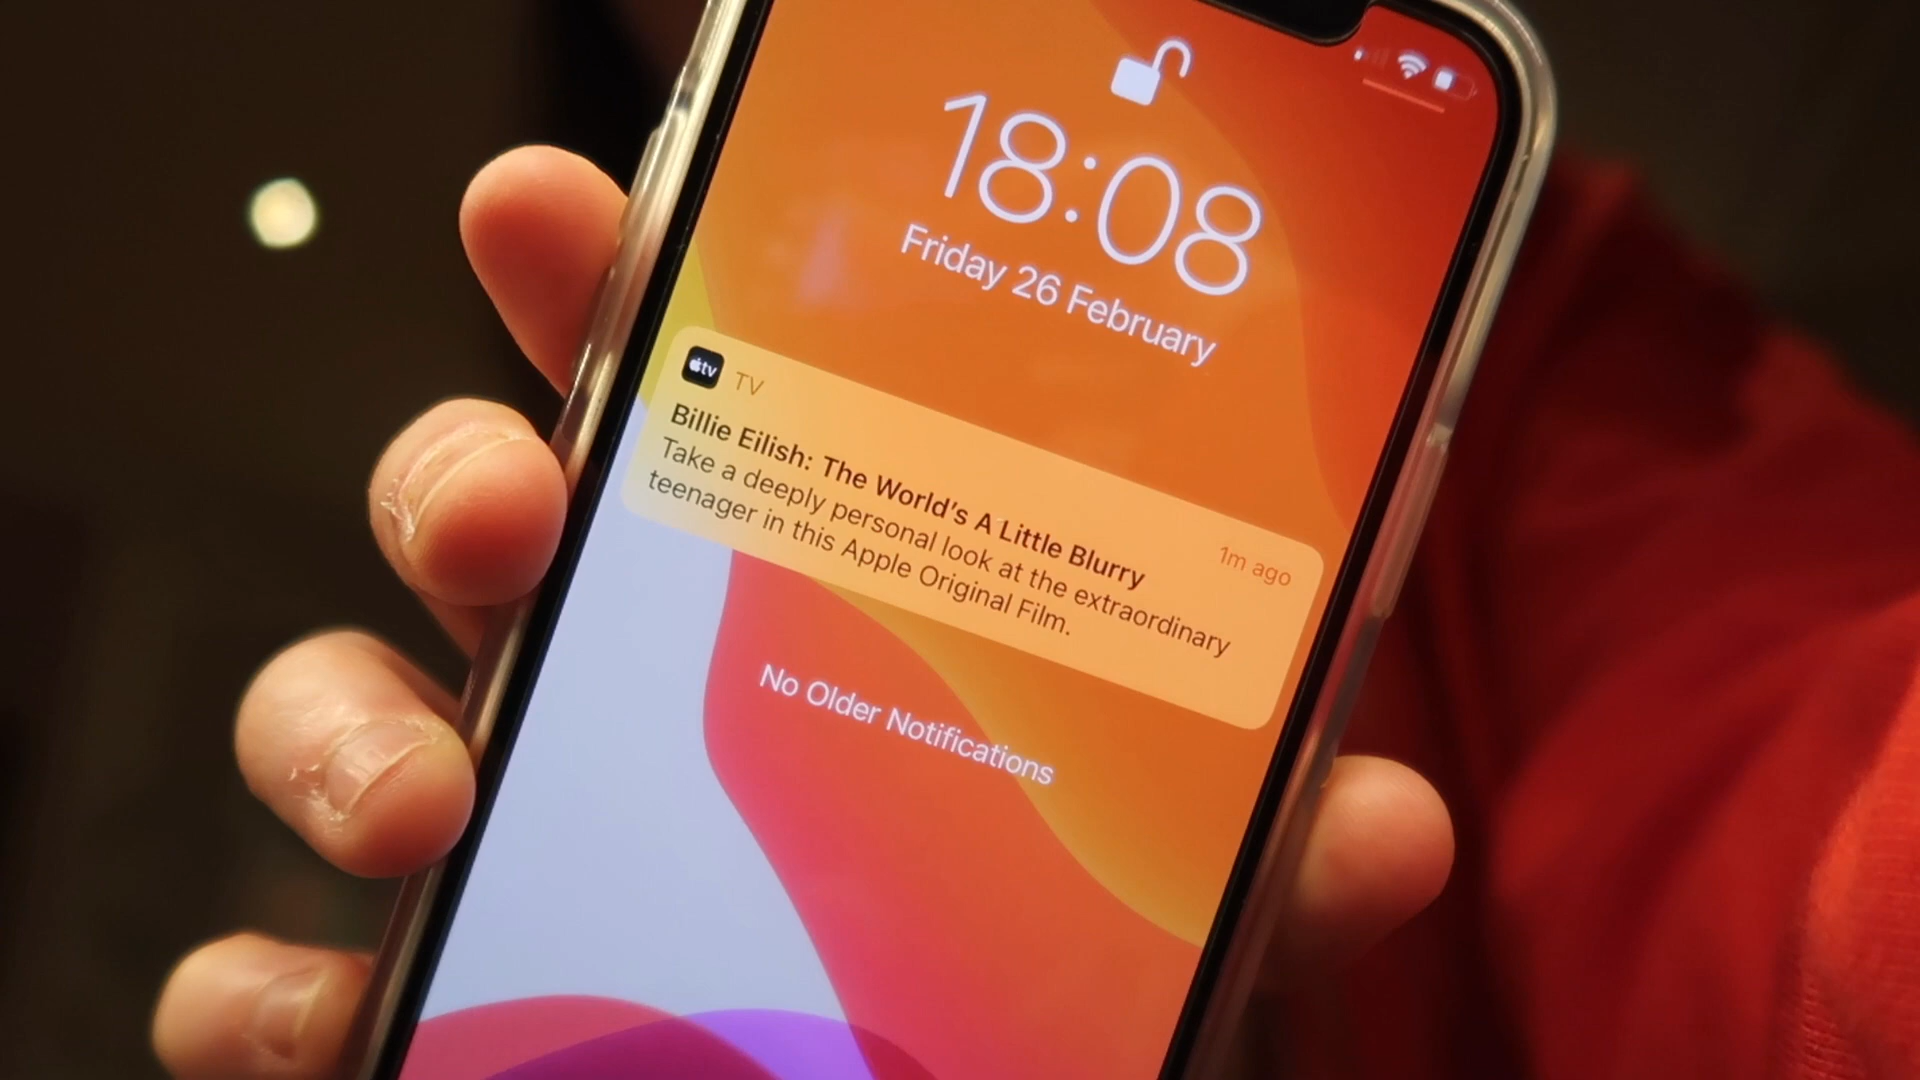 18:08
Friday 26 February
tv TV
1m ago
Billie Eilish: The World's A Little Blurry
Take a deeply personal look at the extraordinary
teenager in this Apple Original Film.
No Older Notifications